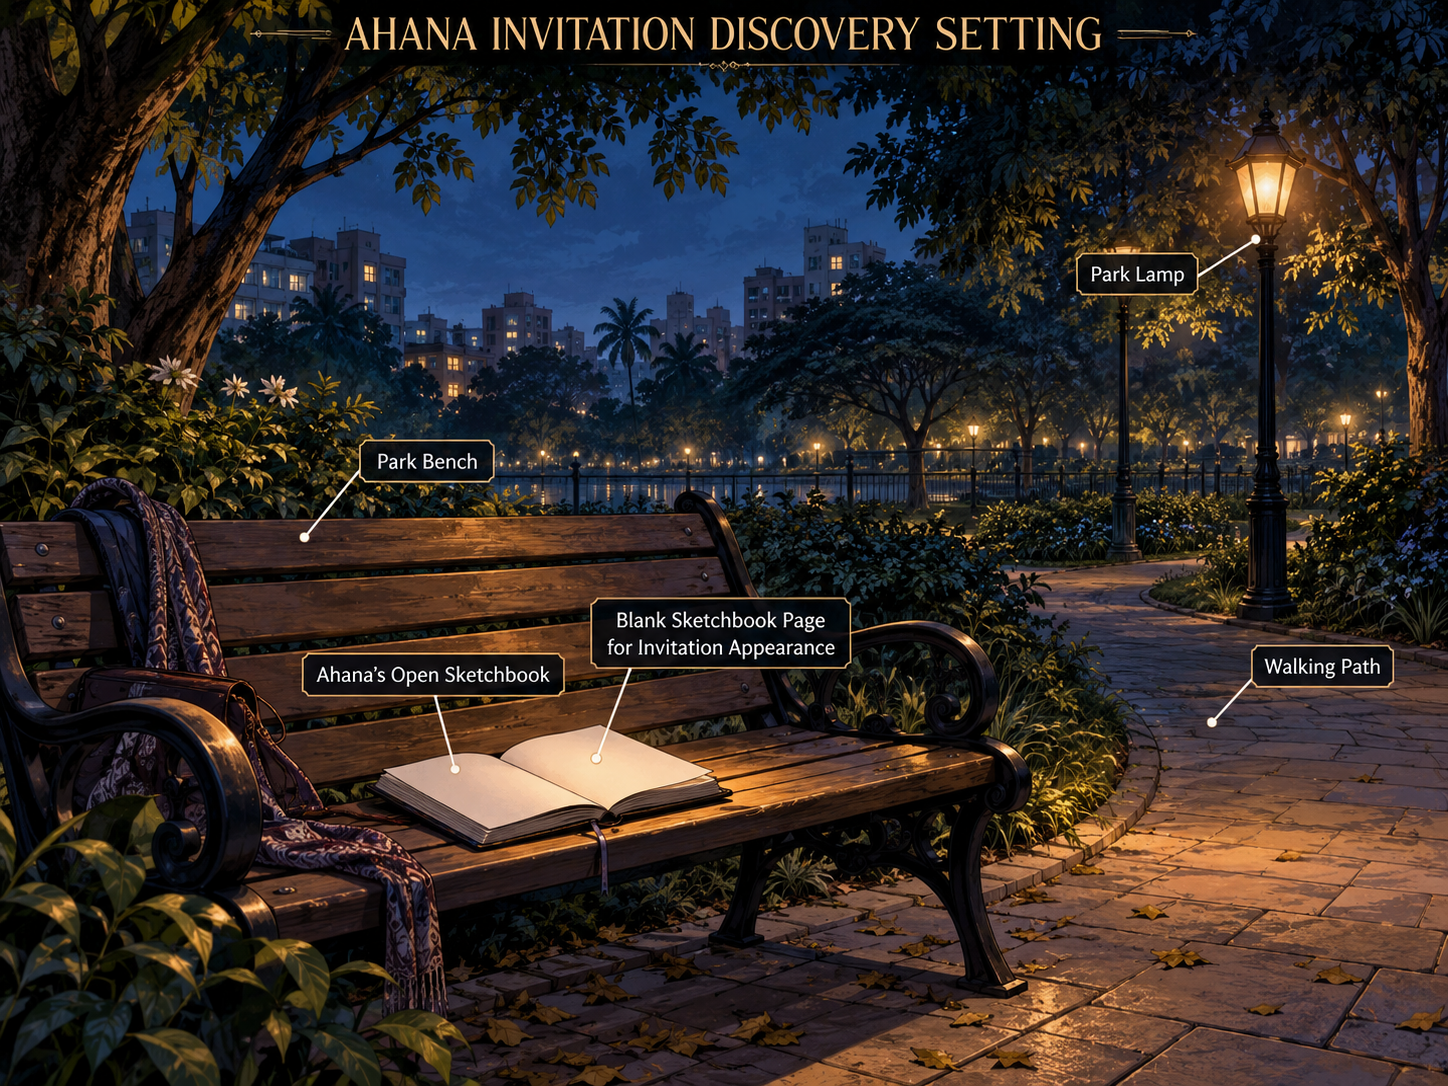 AHANA INVITATION DISCOVERY SETTING
Park Lamp
Park Bench
Blank Sketchbook Page
for Invitation Appearance
Ahana's Open Sketchbook
Walking Path